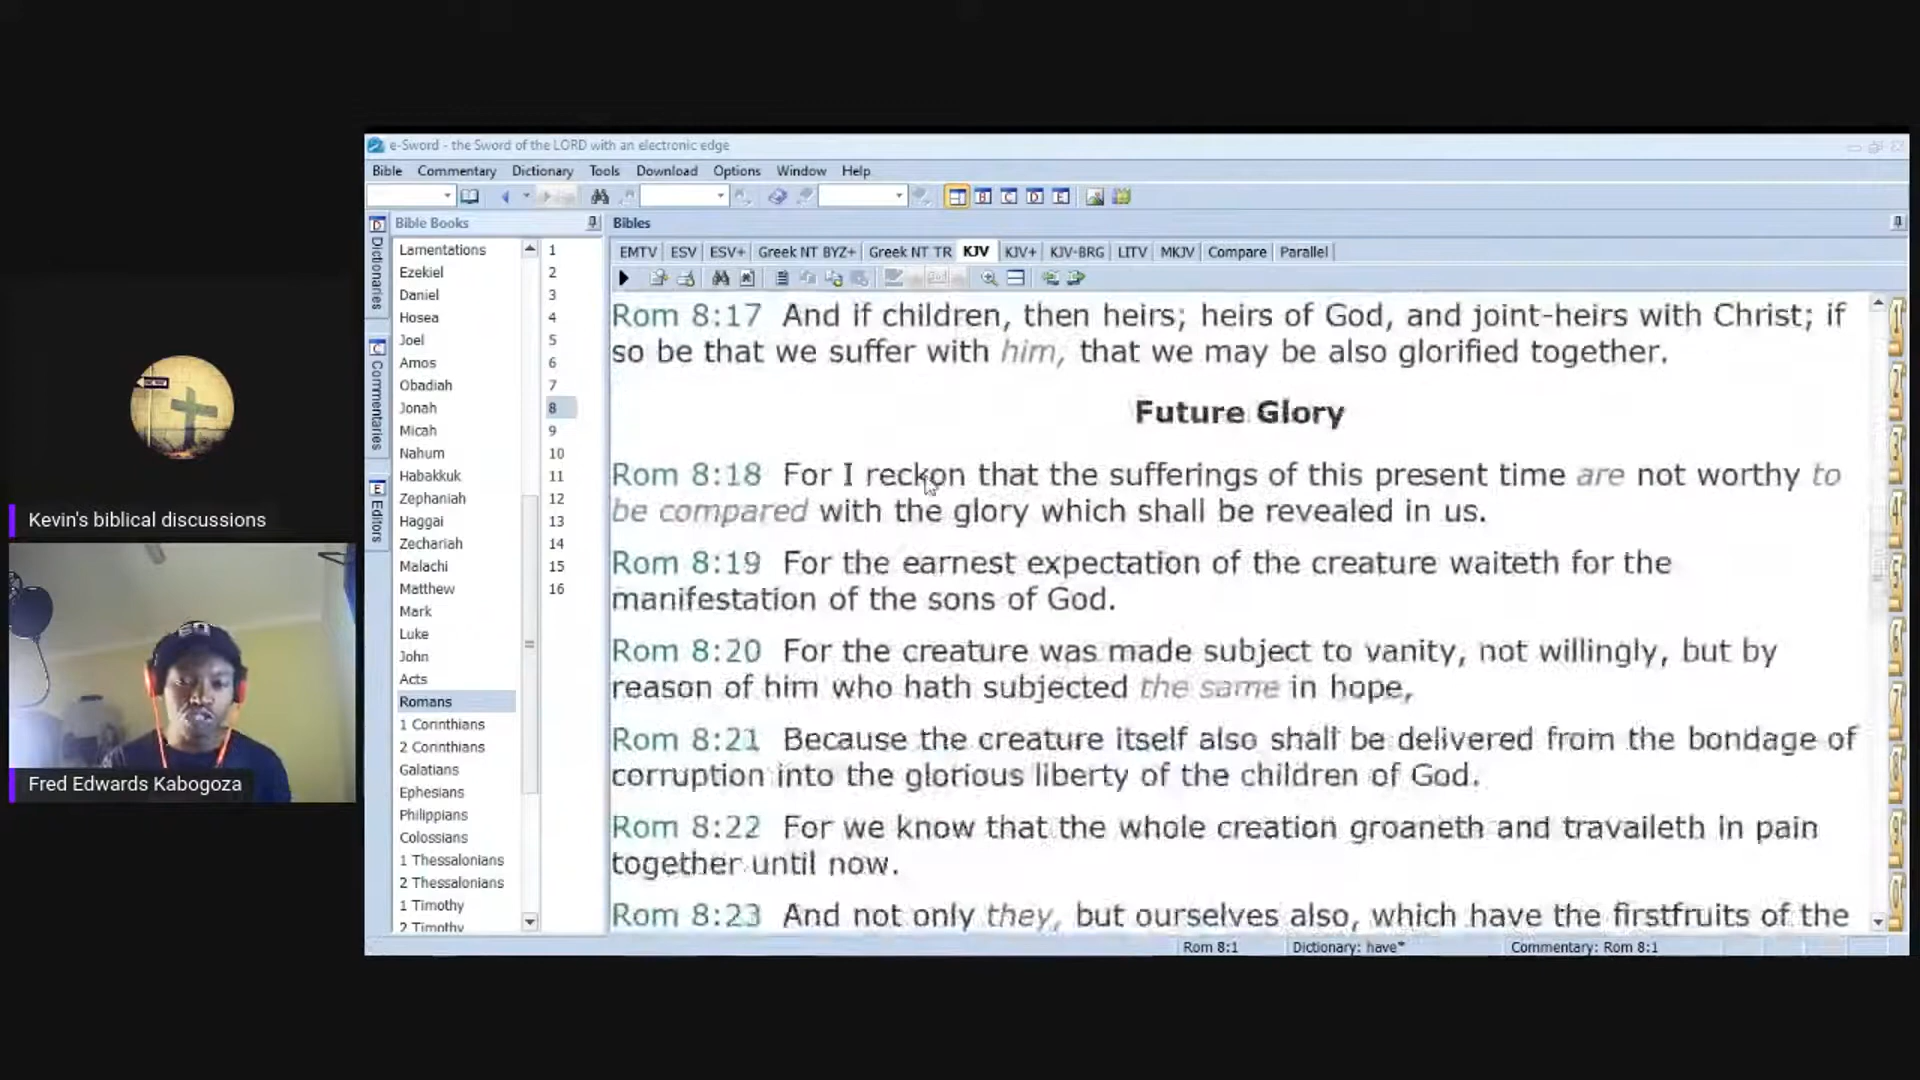 e-Sword - the Sword of the LORD with an electronic edge
Bible Commentary Dictionary Tools Download Options Window Help
Dictionaries
Commentaries
Editors
Bible Books
Lamentations
Ezekiel
Daniel
Hosea
Joel
Amos
Obadiah
Jonah
Micah
Nahum
Habakkuk
Zephaniah
Haggai
Zechariah
Malachi
Matthew
Mark
Luke
John
Acts
Romans
1 Corinthians
2 Corinthians
Galatians
Ephesians
Philippians
Colossians
1 Thessalonians
2 Thessalonians
1 Timothy
2 Timothy
1
2
3
4
5
6
7
8
9
10
11
12
13
14
15
16
Bibles
EMTV ESV ESV+ Greek NT BYZ+ Greek NT TR KJV KJV+ KJV-BRG LITV MKJV Compare Parallel
Rom 8:17 And if children, then heirs; heirs of God, and joint-heirs with Christ; if
so be that we suffer with him, that we may be also glorified together.
Future Glory
Rom 8:18 For I reckon that the sufferings of this present time are not worthy to
be compared with the glory which shall be revealed in us.
Rom 8:19 For the earnest expectation of the creature waiteth for the
manifestation of the sons of God.
Rom 8:20 For the creature was made subject to vanity, not willingly, but by
reason of him who hath subjected the same in hope,
Rom 8:21 Because the creature itself also shall be delivered from the bondage of
corruption into the glorious liberty of the children of God.
Rom 8:22 For we know that the whole creation groaneth and travaileth in pain
together until now.
Rom 8:23 And not only they, but ourselves also, which have the firstfruits of the
Rom 8:1 Dictionary: have* Commentary: Rom 8:1
Kevin's biblical discussions
Fred Edwards Kabogoza